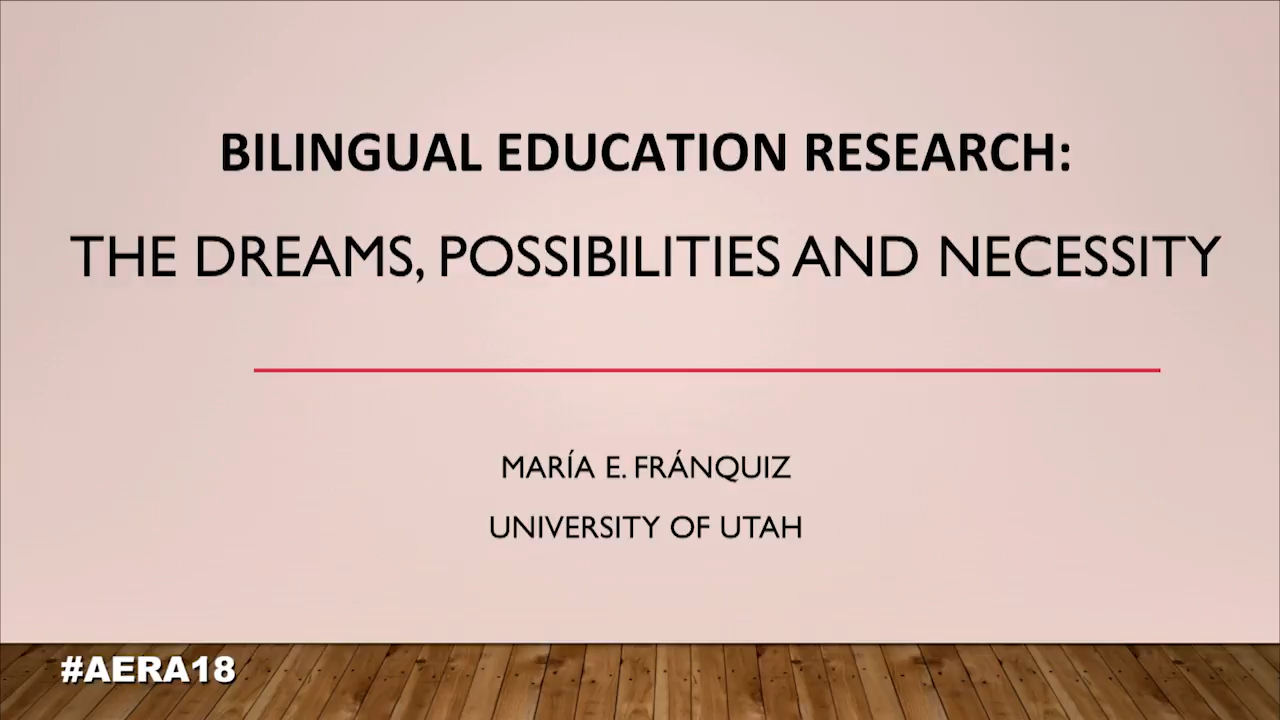 BILINGUAL EDUCATION RESEARCH:
THE DREAMS, POSSIBILITIES AND NECESSITY
MARÍA E. FRÁNQUIZ
UNIVERSITY OF UTAH
#AERA18